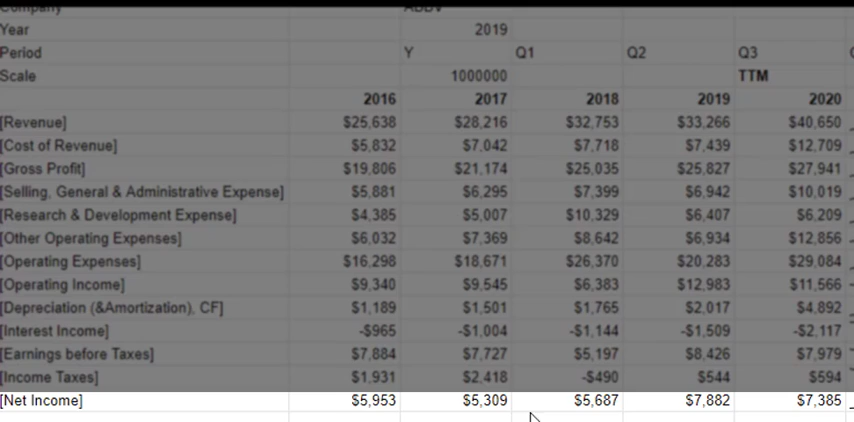 Company ABBV
Year 2019
Period Y Q1 Q2 Q3
Scale 1000000 TTM
2016 2017 2018 2019 2020
[Revenue] $25,638 $28,216 $32,753 $33,266 $40,650
[Cost of Revenue] $5,832 $7,042 $7,718 $7,439 $12,709
[Gross Profit] $19,806 $21,174 $25,035 $25,827 $27,941
[Selling, General & Administrative Expense] $5,881 $6,295 $7,399 $6,942 $10,019
[Research & Development Expense] $4,385 $5,007 $10,329 $6,407 $6,209
[Other Operating Expenses] $6,032 $7,369 $8,642 $6,934 $12,856
[Operating Expenses] $16,298 $18,671 $26,370 $20,283 $29,084
[Operating Income] $9,340 $9,545 $6,383 $12,983 $11,566
[Depreciation (&Amortization), CF] $1,189 $1,501 $1,765 $2,017 $4,892
[Interest Income] -$965 -$1,004 -$1,144 -$1,509 -$2,117
[Earnings before Taxes] $7,884 $7,727 $5,197 $8,426 $7,979
[Income Taxes] $1,931 $2,418 -$490 $544 $594
[Net Income] $5,953 $5,309 $5,687 $7,882 $7,385